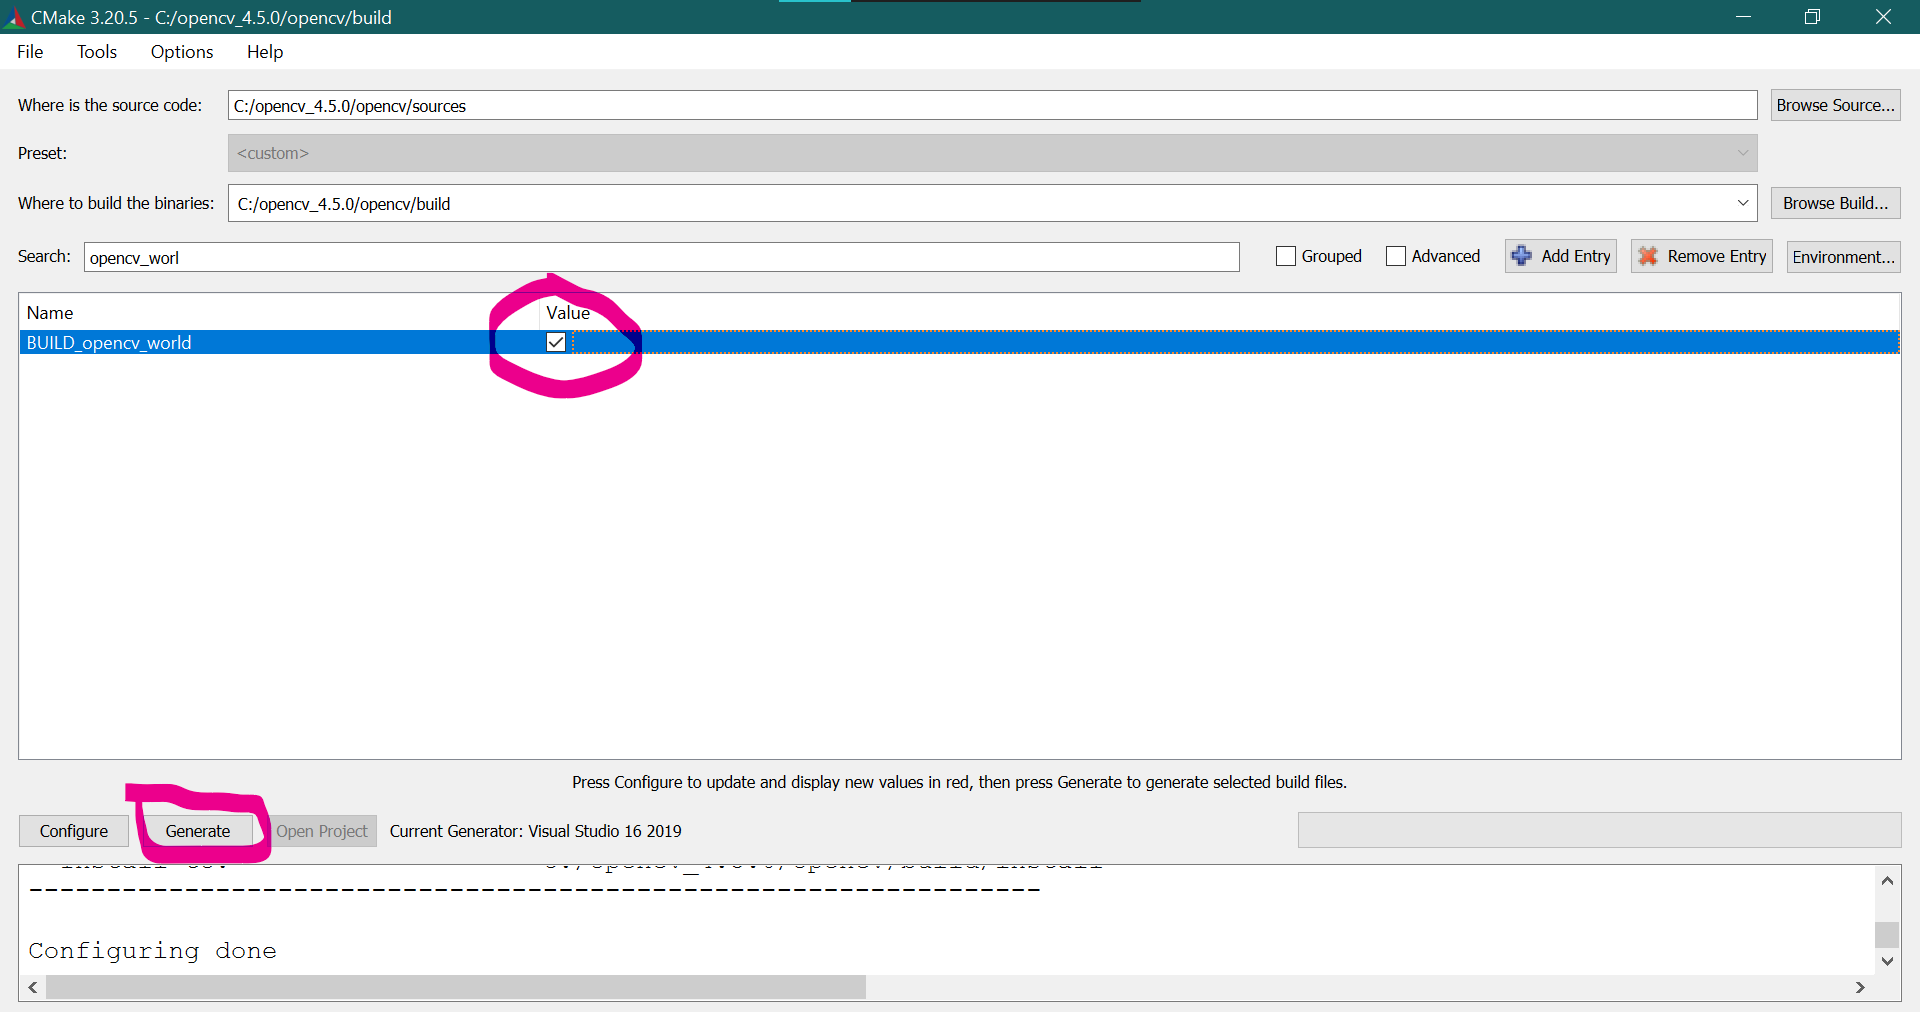 CMake 3.20.5 - C:/opencv_4.5.0/opencv/build
File Tools Options Help
Where is the source code: C:/opencv_4.5.0/opencv/sources Browse Source...
Preset: <custom>
Where to build the binaries: C:/opencv_4.5.0/opencv/build Browse Build...
Search: opencv_worl Grouped Advanced Add Entry Remove Entry Environment...
Name Value
BUILD_opencv_world
Press Configure to update and display new values in red, then press Generate to generate selected build files.
Configure Generate Open Project Current Generator: Visual Studio 16 2019
-----------------------------------------------------------------
Configuring done